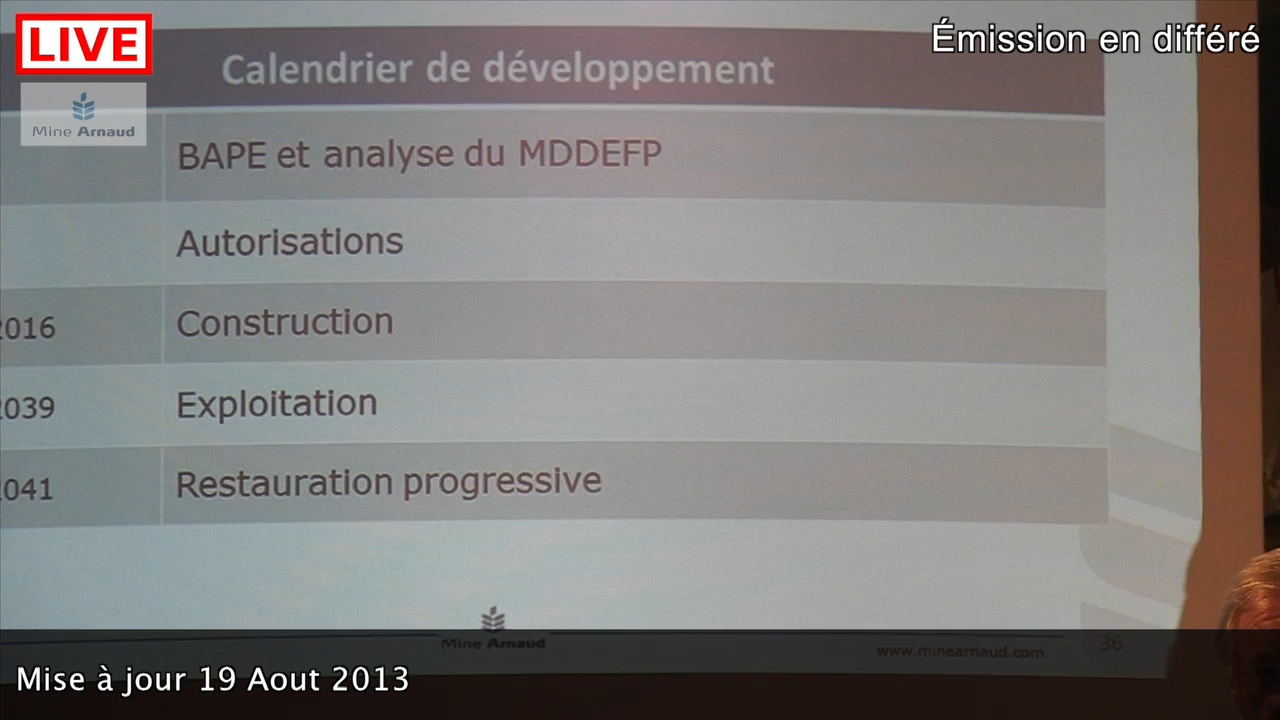 LIVE
Émission en différé
Mine Arnaud
Calendrier de développement
BAPE et analyse du MDDEFP
Autorisations
2016 Construction
2039 Exploitation
2041 Restauration progressive
Mine Arnaud
www.minearnaud.com
36
Mise à jour 19 Aout 2013